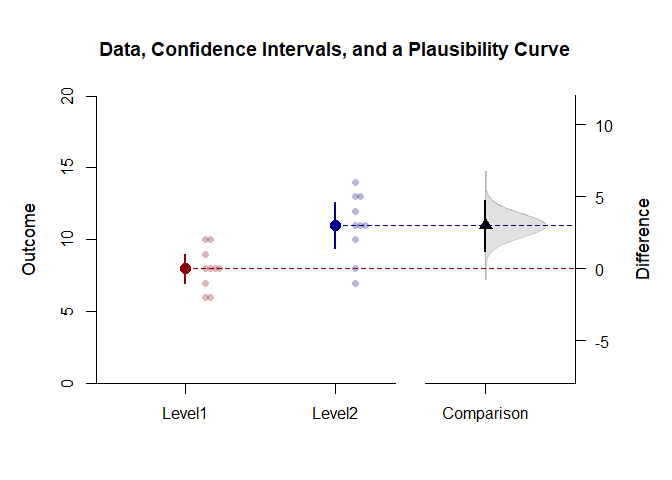 Data, Confidence Intervals, and a Plausibility Curve
Outcome
20
15
10
5
0
Level1
Level2
Comparison
10
5
0
-5
Difference